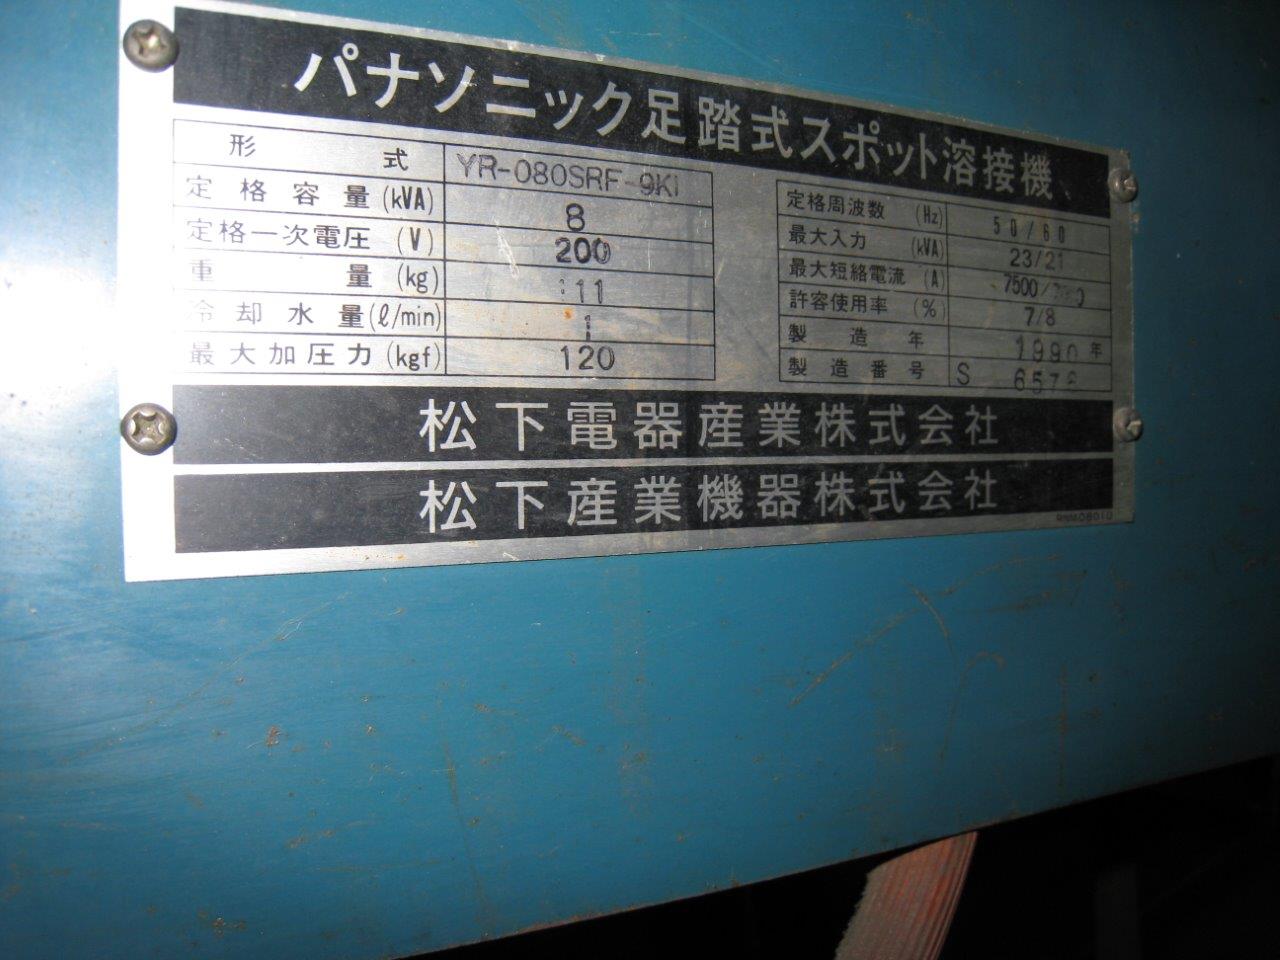 パナソニック足踏式スポット溶接機
形式 YR-080SRF-9K1
定格容量(kVA) 8
定格一次電圧(V) 200
重量(kg) 111
冷却水量(ℓ/min) 1
最大加圧力(kgf) 120
定格周波数(Hz) 50/60
最大入力(kVA) 23/21
最大短絡電流(A) 7500/
許容使用率(%) 7/8
製造年 1990年
製造番号 S 6576
松下電器産業株式会社
松下産業機器株式会社